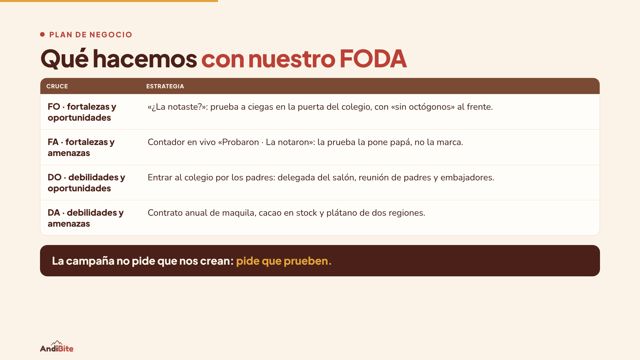 PLAN DE NEGOCIO
Qué hacemos con nuestro FODA
CRUCE ESTRATEGIA
FO · fortalezas y oportunidades «¿La notaste?»: prueba a ciegas en la puerta del colegio, con «sin octógonos» al frente.
FA · fortalezas y amenazas Contador en vivo «Probaron · La notaron»: la prueba la pone papá, no la marca.
DO · debilidades y oportunidades Entrar al colegio por los padres: delegada del salón, reunión de padres y embajadores.
DA · debilidades y amenazas Contrato anual de maquila, cacao en stock y plátano de dos regiones.
La campaña no pide que nos crean: pide que prueben.
AndiBite